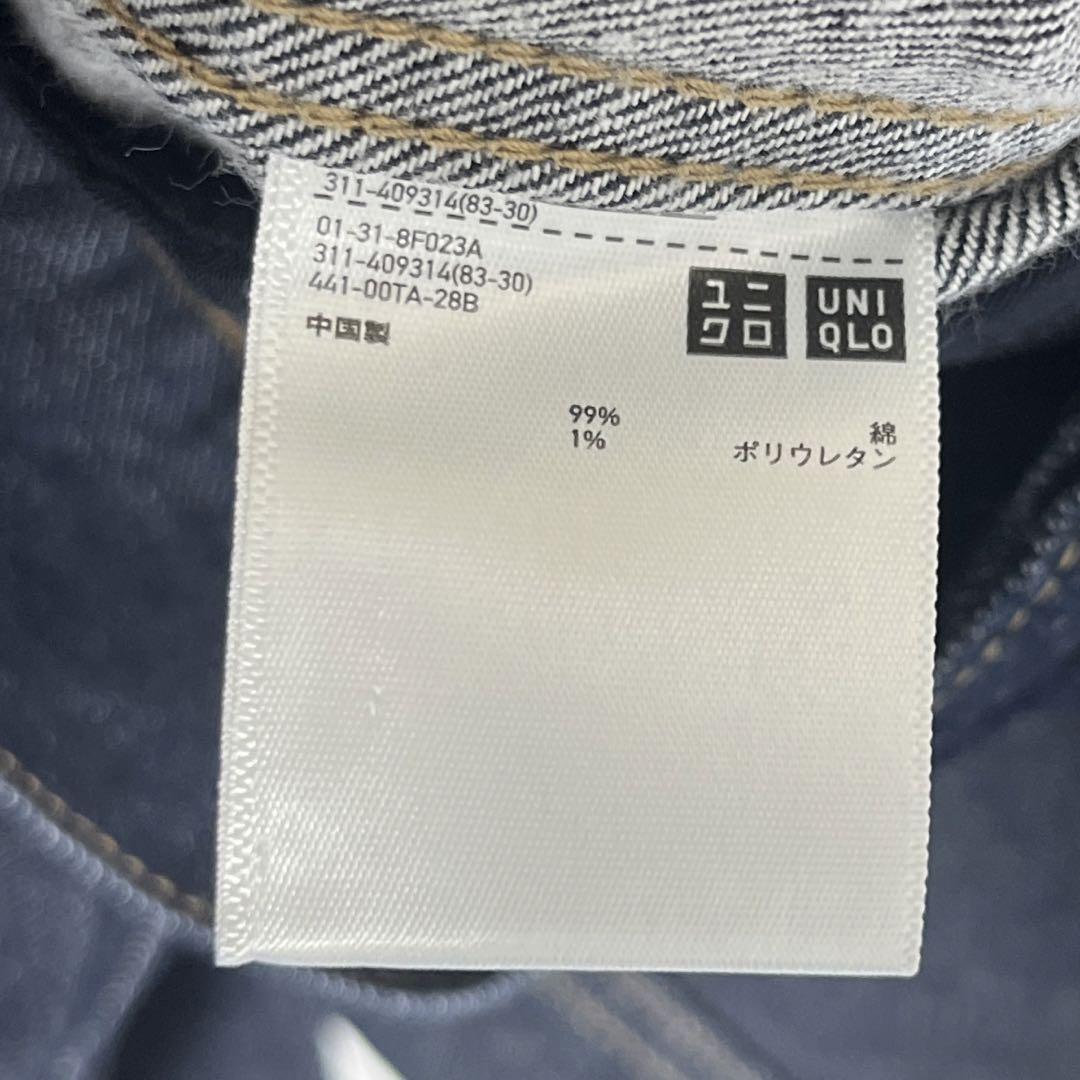 311-409314(83-30)
01-31-8F023A
311-409314(83-30)
441-00TA-28B
中国製
ユニ
クロ
UNI
QLO
99% 綿
1% ポリウレタン